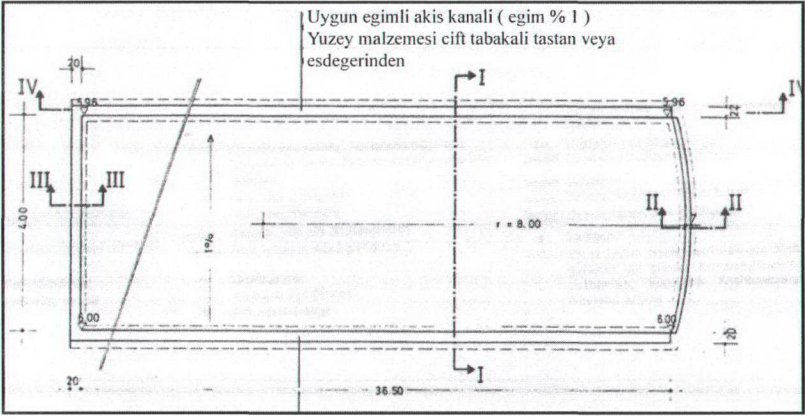 Uygun egimli akis kanali ( egim % 1 )
Yuzey malzemesi cift tabakali tastan veya
esdegerinden
20
I
IV
IV
5.96
5.96
22
III III
II II
4.00
1%
r = 8.00
6.00
6.00
20
I
20
36.50